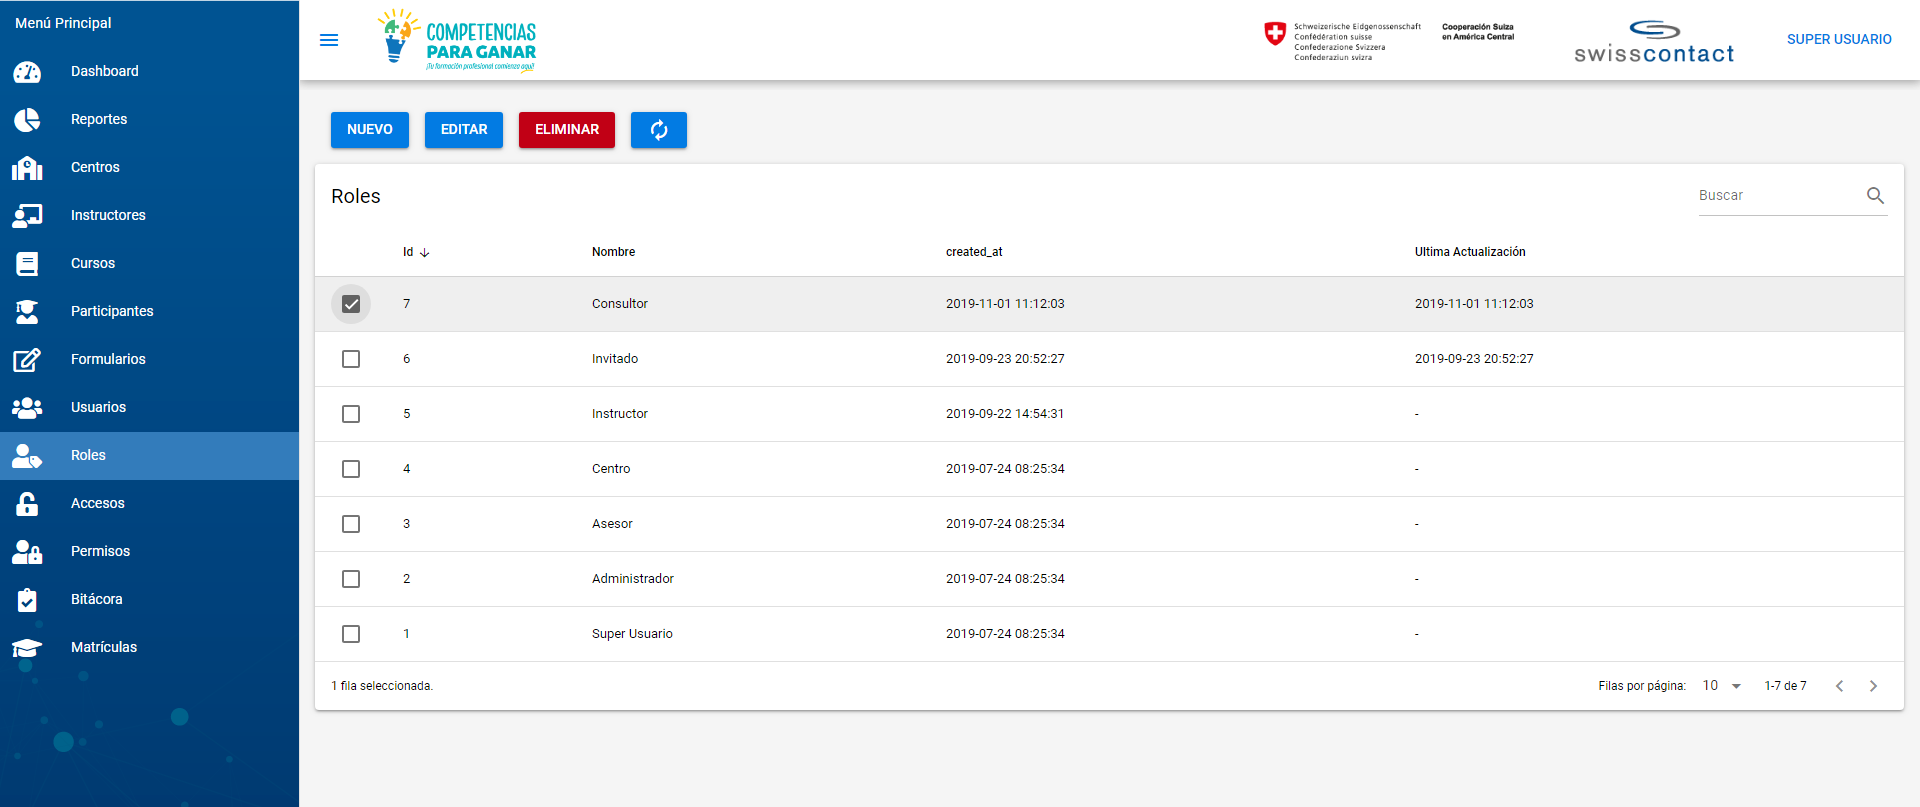 Menú Principal
Dashboard
Reportes
Centros
Instructores
Cursos
Participantes
Formularios
Usuarios
Roles
Accesos
Permisos
Bitácora
Matrículas
COMPETENCIAS
PARA GANAR
¡Tu formación profesional comienza aquí!
Schweizerische Eidgenossenschaft
Confédération suisse
Confederazione Svizzera
Confederaziun svizra
Cooperación Suiza
en América Central
swisscontact
SUPER USUARIO
NUEVO EDITAR ELIMINAR
Roles
Buscar
Id Nombre created_at Ultima Actualización
7 Consultor 2019-11-01 11:12:03 2019-11-01 11:12:03
6 Invitado 2019-09-23 20:52:27 2019-09-23 20:52:27
5 Instructor 2019-09-22 14:54:31 -
4 Centro 2019-07-24 08:25:34 -
3 Asesor 2019-07-24 08:25:34 -
2 Administrador 2019-07-24 08:25:34 -
1 Super Usuario 2019-07-24 08:25:34 -
1 fila seleccionada.
Filas por página: 10 1-7 de 7